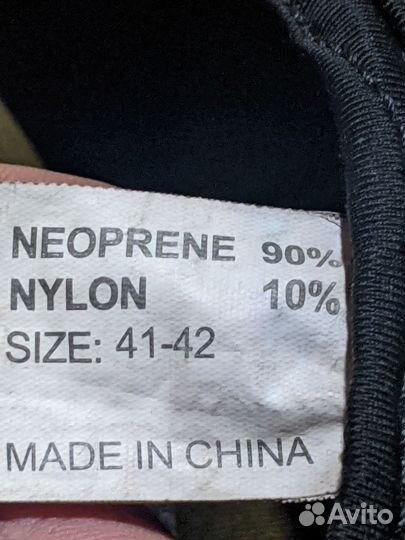 NEOPRENE 90%
NYLON 10%
SIZE: 41-42
MADE IN CHINA
Avito